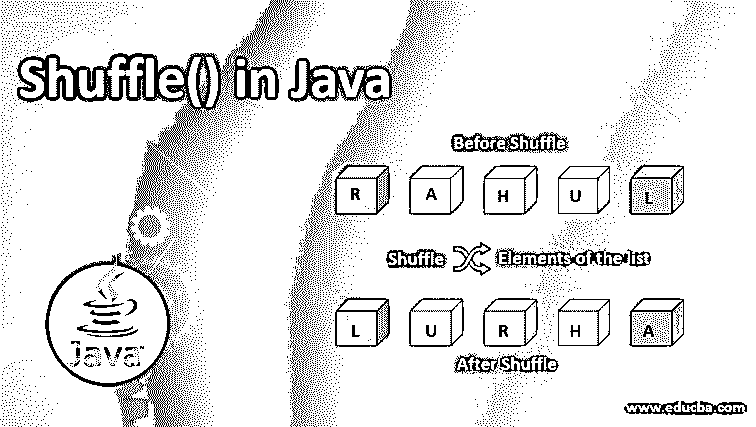 Shuffle() in Java
Before Shuffle
R A H U L
Shuffle Elements of the list
L U R H A
After Shuffle
Java
www.educba.com